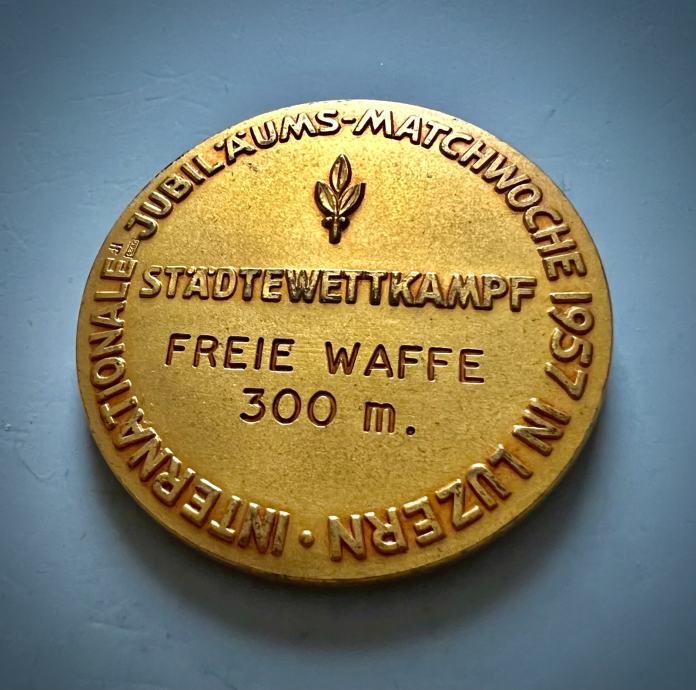 INTERNATIONALE JUBILÄUMS-MATCHWOCHE 1957 IN LUZERN •
STÄDTEWETTKAMPF
FREIE WAFFE
300 m.